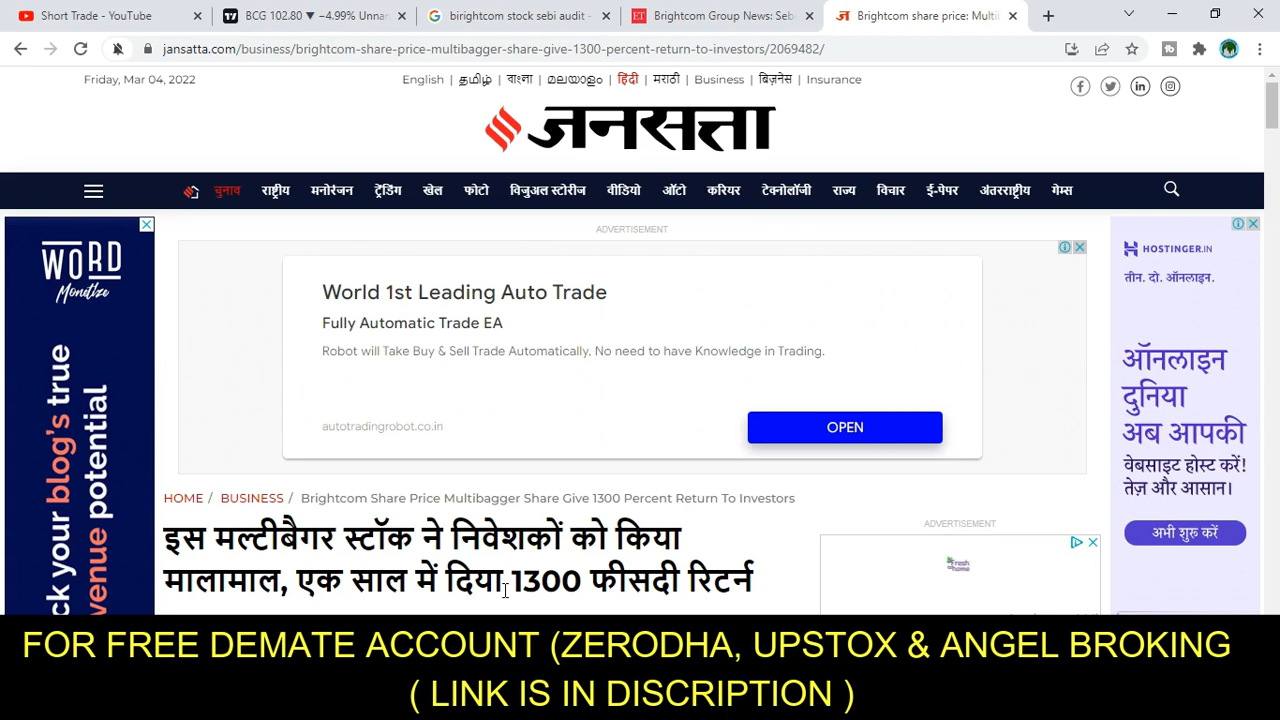 Short Trade - YouTube
BCG 102.80 ▼ −4.99% Unnar
birightcom stock sebi audit -
Brightcom Group News: Seb
Brightcom share price: Multi
jansatta.com/business/brightcom-share-price-multibagger-share-give-1300-percent-return-to-investors/2069482/
Friday, Mar 04, 2022
English | தமிழ் | বাংলা | മലയാളം | हिंदी | मराठी | Business | बिज़नेस | Insurance
जनसत्ता
चुनाव राष्ट्रीय मनोरंजन ट्रेंडिंग खेल फोटो विजुअल स्टोरीज वीडियो ऑटो करियर टेक्नोलॉजी राज्य विचार ई-पेपर अंतरराष्ट्रीय गेम्स
ADVERTISEMENT
WORD
Monetize
ck your blog's true
venue potential
World 1st Leading Auto Trade
Fully Automatic Trade EA
Robot will Take Buy & Sell Trade Automatically, No need to have Knowledge in Trading.
autotradingrobot.co.in
OPEN
HOSTINGER.IN
तीन. दो. ऑनलाइन.
ऑनलाइन
दुनिया
अब आपकी
वेबसाइट होस्ट करें!
तेज़ और आसान।
अभी शुरू करें
HOME / BUSINESS / Brightcom Share Price Multibagger Share Give 1300 Percent Return To Investors
इस मल्टीबैगर स्टॉक ने निवेशकों को किया
मालामाल, एक साल में दिया 1300 फीसदी रिटर्न
ADVERTISEMENT
FOR FREE DEMATE ACCOUNT (ZERODHA, UPSTOX & ANGEL BROKING
( LINK IS IN DISCRIPTION )